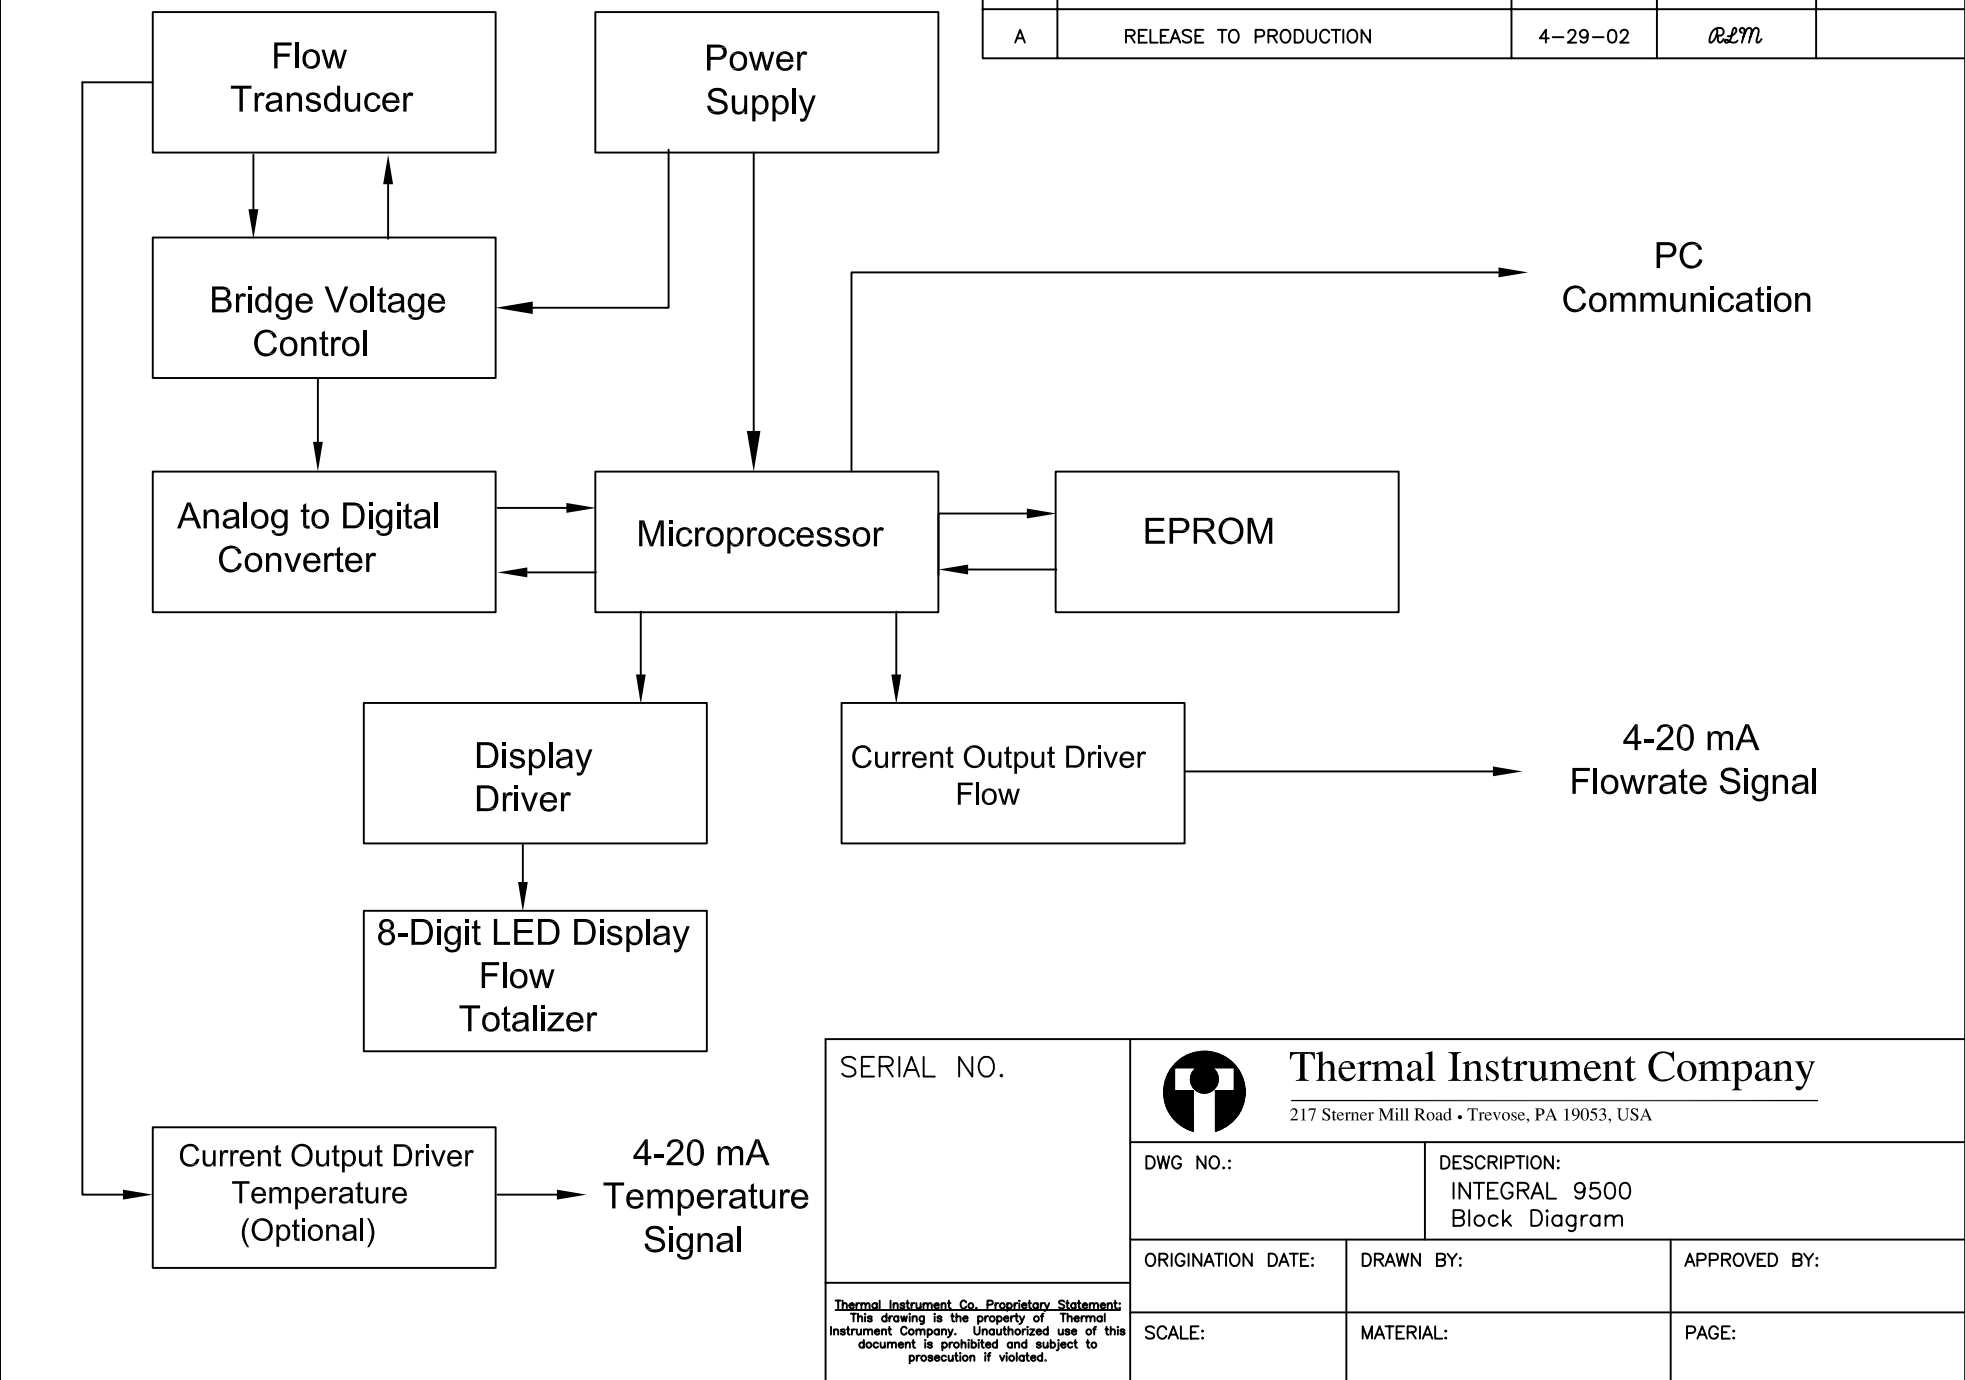 A RELEASE TO PRODUCTION 4-29-02 RLM
Flow
Transducer
Power
Supply
Bridge Voltage
Control
PC
Communication
Analog to Digital
Converter
Microprocessor
EPROM
Display
Driver
Current Output Driver
Flow
4-20 mA
Flowrate Signal
8-Digit LED Display
Flow
Totalizer
Current Output Driver
Temperature
(Optional)
4-20 mA
Temperature
Signal
SERIAL NO.
Thermal Instrument Co. Proprietary Statement:
This drawing is the property of Thermal
Instrument Company. Unauthorized use of this
document is prohibited and subject to
prosecution if violated.
Thermal Instrument Company
217 Sterner Mill Road • Trevose, PA 19053, USA
DWG NO.:
DESCRIPTION:
INTEGRAL 9500
Block Diagram
ORIGINATION DATE:
DRAWN BY:
APPROVED BY:
SCALE:
MATERIAL:
PAGE: